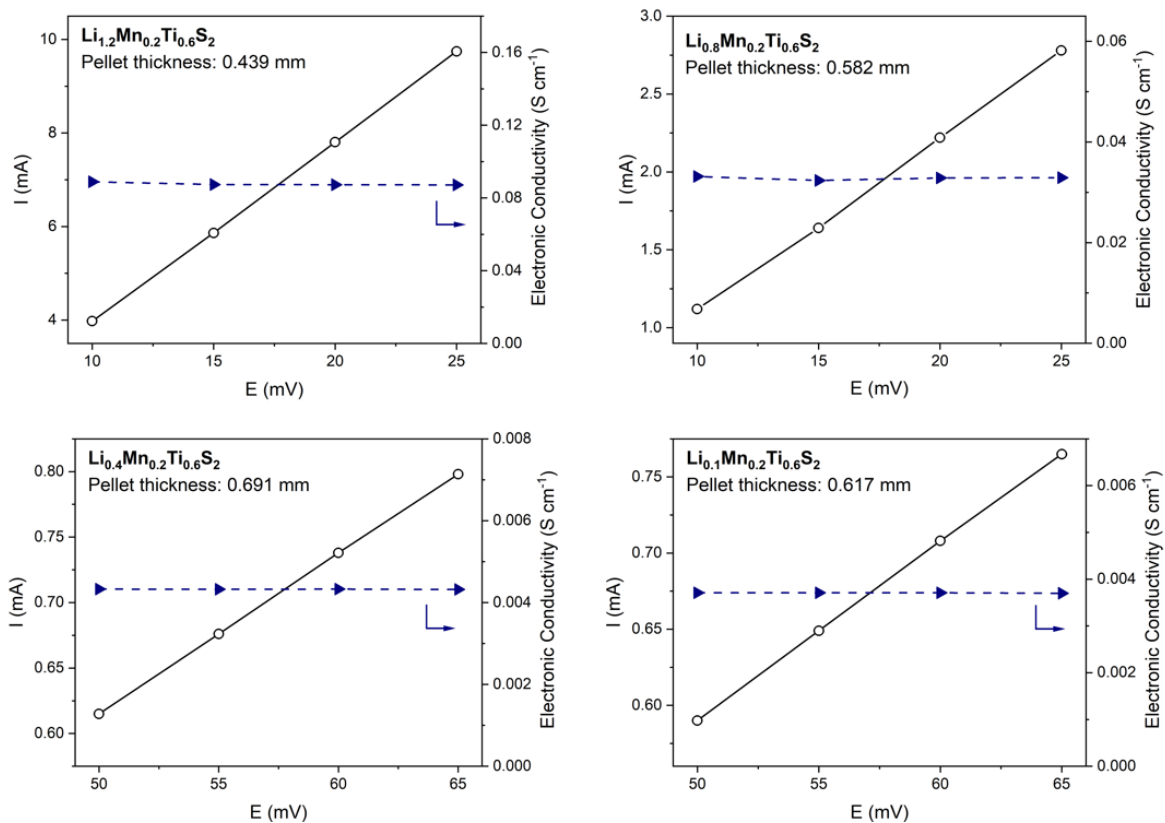 Li1.2Mn0.2Ti0.6S2
Pellet thickness: 0.439 mm
10
8
6
4
I (mA)
0.16
0.12
0.08
0.04
0.00
Electronic Conductivity (S cm-1)
10 15 20 25
E (mV)
Li0.8Mn0.2Ti0.6S2
Pellet thickness: 0.582 mm
3.0
2.5
2.0
1.5
1.0
I (mA)
0.06
0.04
0.02
0.00
Electronic Conductivity (S cm-1)
10 15 20 25
E (mV)
Li0.4Mn0.2Ti0.6S2
Pellet thickness: 0.691 mm
0.80
0.75
0.70
0.65
0.60
I (mA)
0.008
0.006
0.004
0.002
0.000
Electronic Conductivity (S cm-1)
50 55 60 65
E (mV)
Li0.1Mn0.2Ti0.6S2
Pellet thickness: 0.617 mm
0.75
0.70
0.65
0.60
I (mA)
0.006
0.004
0.002
0.000
Electronic Conductivity (S cm-1)
50 55 60 65
E (mV)